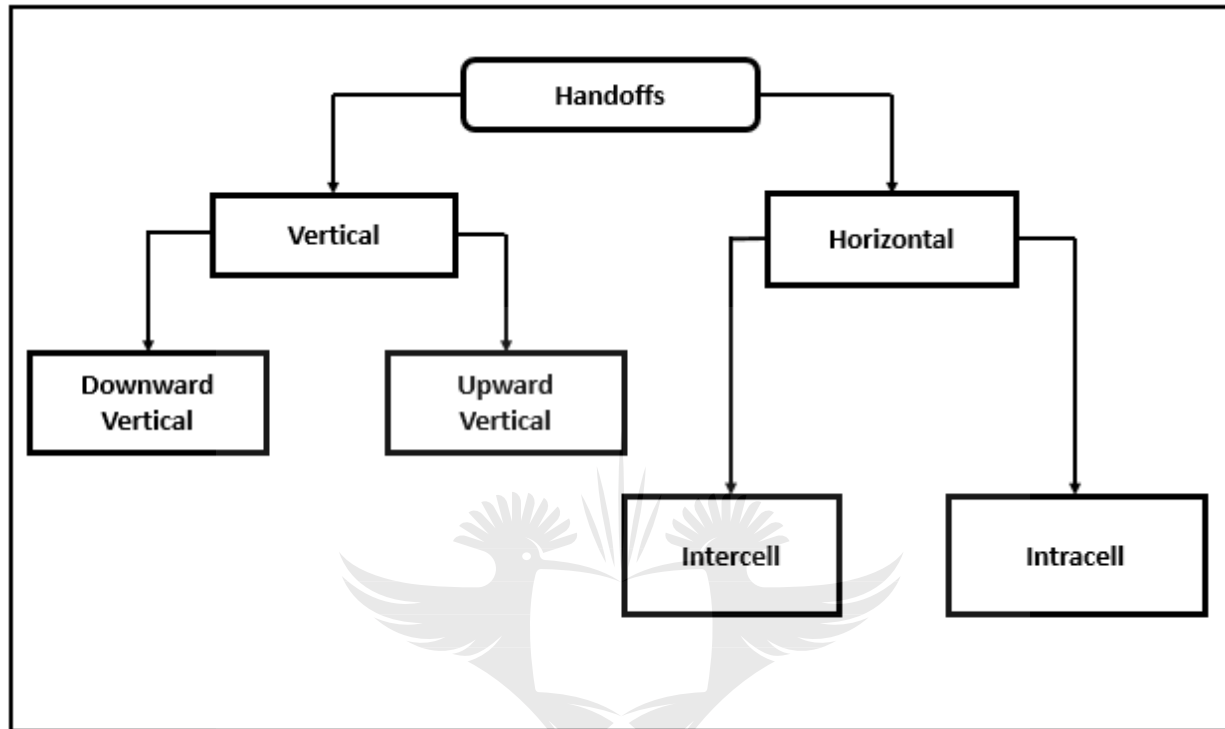 Handoffs
Vertical
Horizontal
Downward
Vertical
Upward
Vertical
Intercell
Intracell